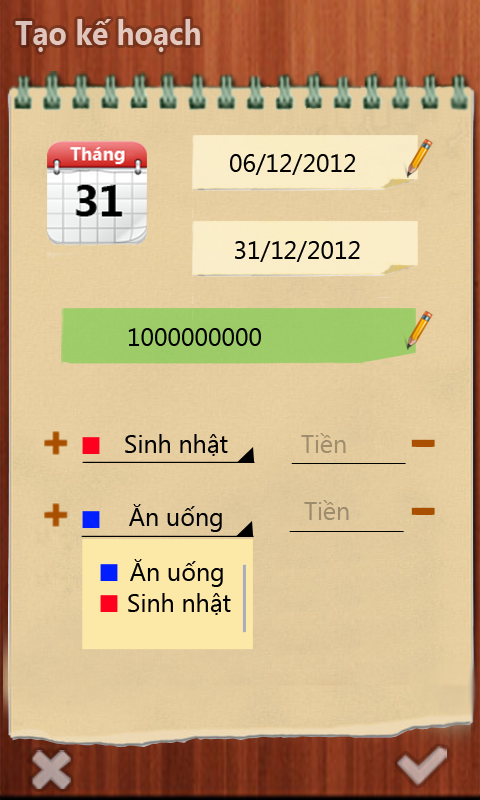 Tạo kế hoạch
Tháng
31
06/12/2012
31/12/2012
1000000000
Sinh nhật Tiền
Ăn uống Tiền
Ăn uống
Sinh nhật